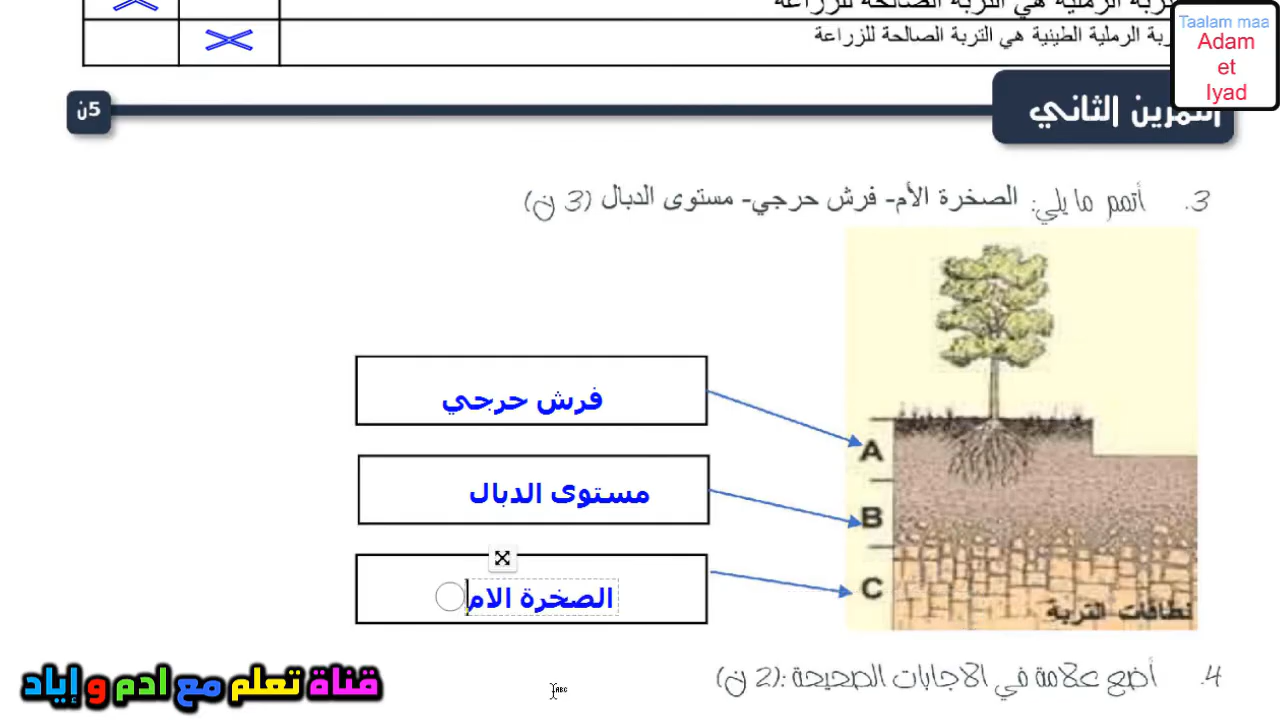 التربة الرملية هي التربة الصالحة للزراعة
الرملية الطينية هي التربة الصالحة للزراعة
Taalam maa
Adam
et
Iyad
التمرين الثاني
5ن
3. أتمم ما يلي: الصخرة الأم- فرش حرجي- مستوى الدبال (3 ن)
فرش حرجي
A
مستوى الدبال
B
الصخرة الام
C
نطاقات التربة
4. أضع علامة في الاجابات الصحيحة: (2 ن)
قناة تعلم مع ادم و إياد